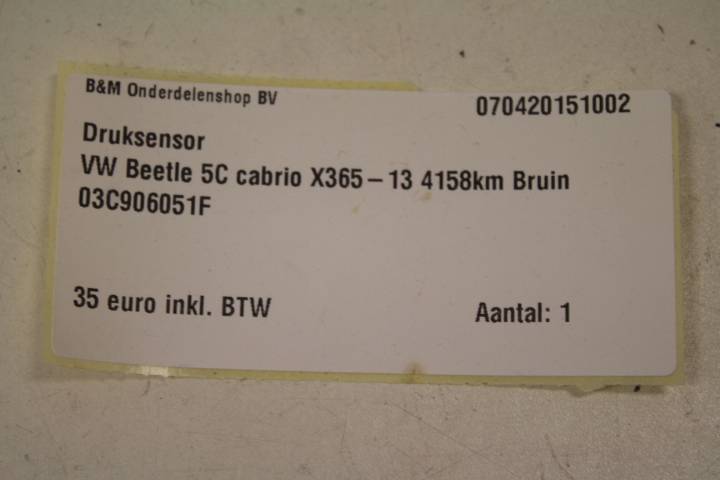 B&M Onderdelenshop BV 070420151002
Druksensor
VW Beetle 5C cabrio X365–13 4158km Bruin
03C906051F
35 euro inkl. BTW Aantal: 1